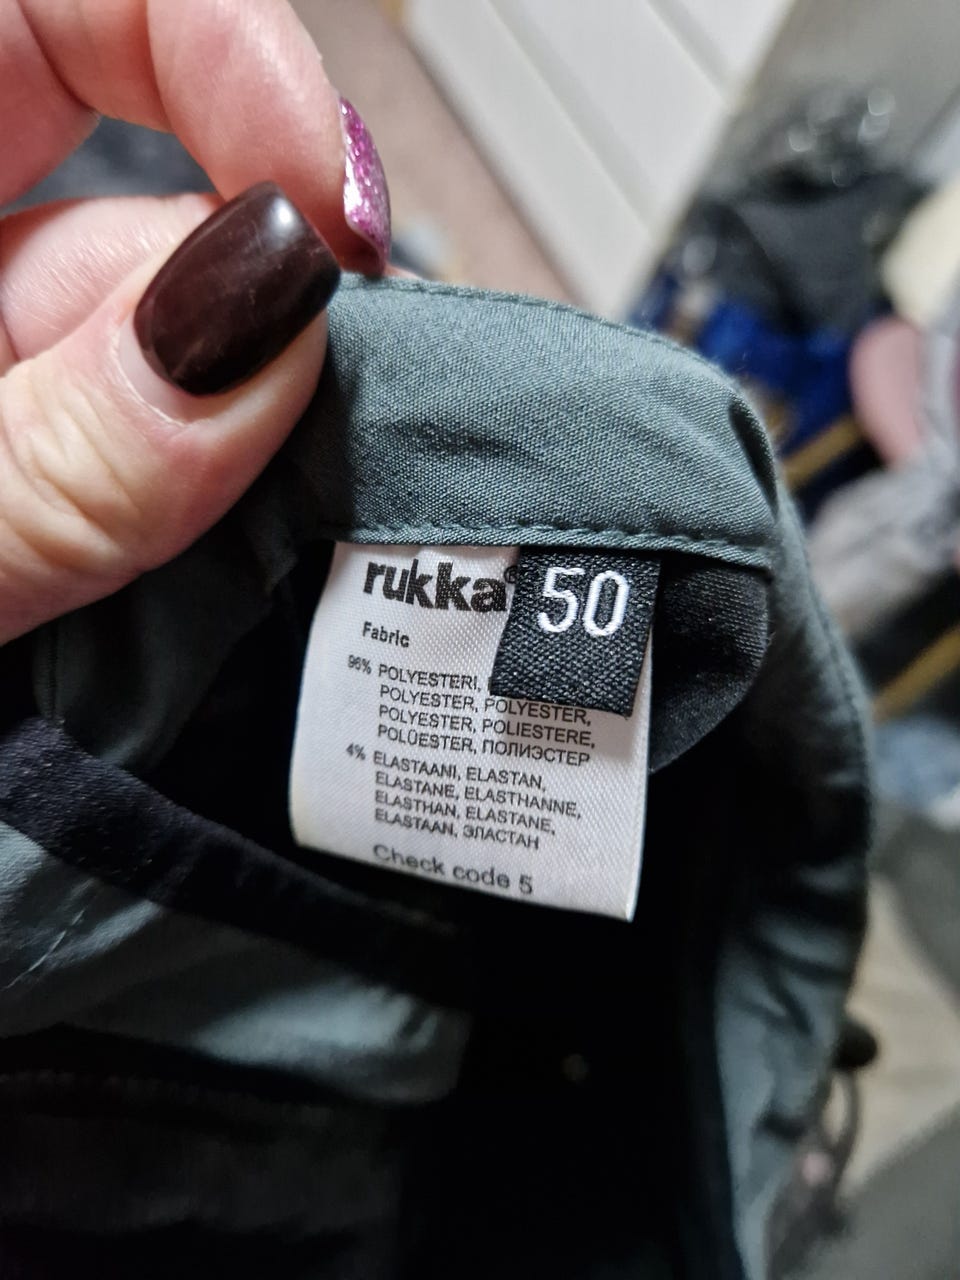 rukka®
50
Fabric
96% POLYESTERI,
POLYESTER, POLYESTER,
POLYESTER, POLIESTERE,
POLÜESTER, ПОЛИЭСТЕР
4% ELASTAANI, ELASTAN,
ELASTANE, ELASTHANNE,
ELASTHAN, ELASTANE,
ELASTAAN, ЭЛАСТАН
Check code 5